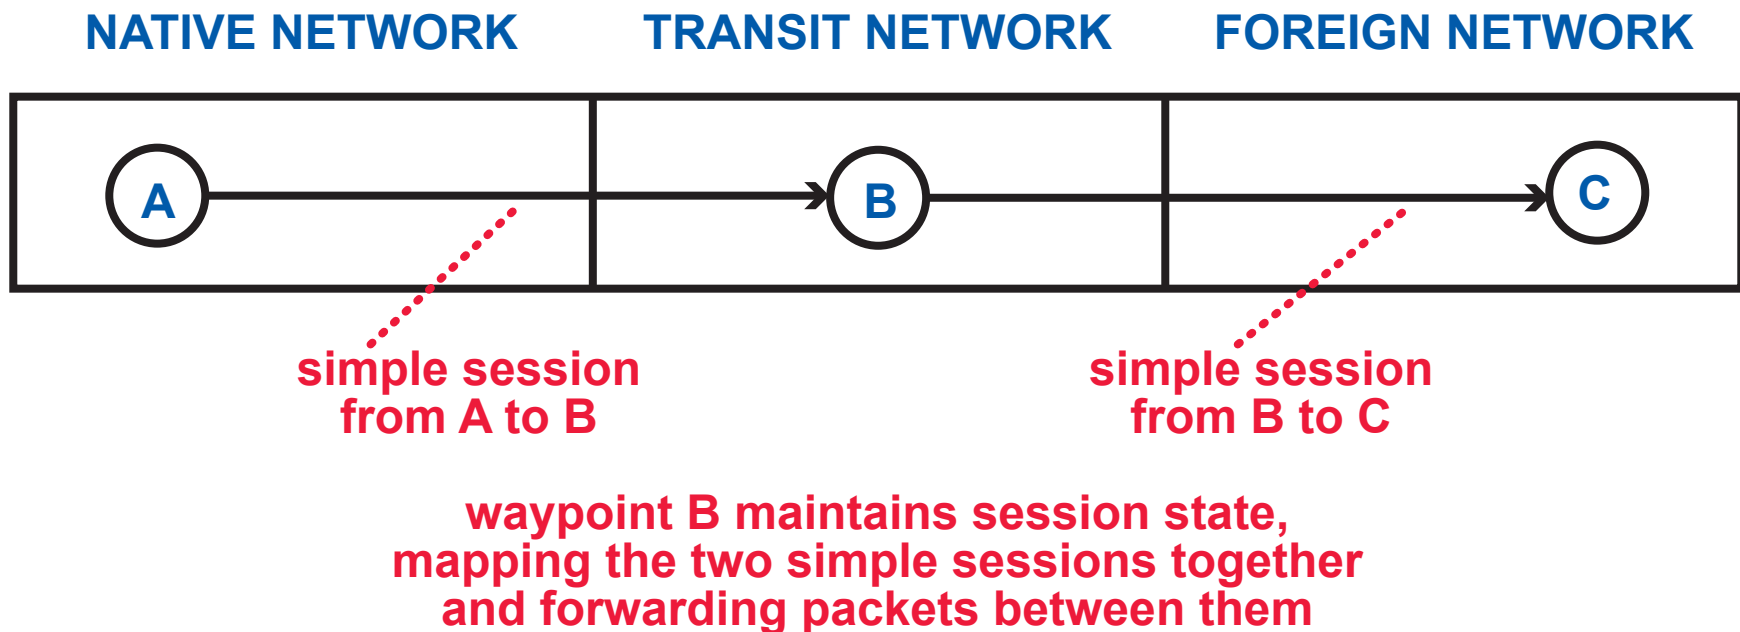 NATIVE NETWORK
TRANSIT NETWORK
FOREIGN NETWORK
A
B
C
simple session
from A to B
simple session
from B to C
waypoint B maintains session state,
mapping the two simple sessions together
and forwarding packets between them